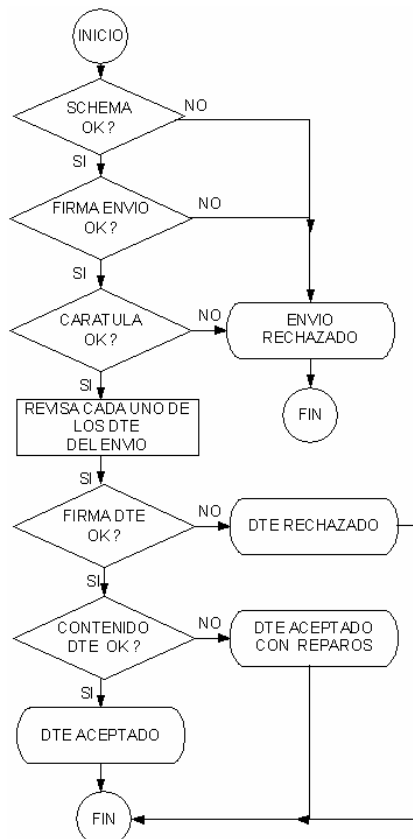 INICIO
SCHEMA
OK?
NO
SI
FIRMA ENVIO
OK?
NO
SI
CARATULA
OK?
NO
ENVIO
RECHAZADO
SI
FIN
REVISA CADA UNO DE
LOS DTE
DEL ENVIO
SI
FIRMA DTE
OK?
NO
DTE RECHAZADO
SI
CONTENIDO
DTE OK?
NO
DTE ACEPTADO
CON REPAROS
SI
DTE ACEPTADO
FIN